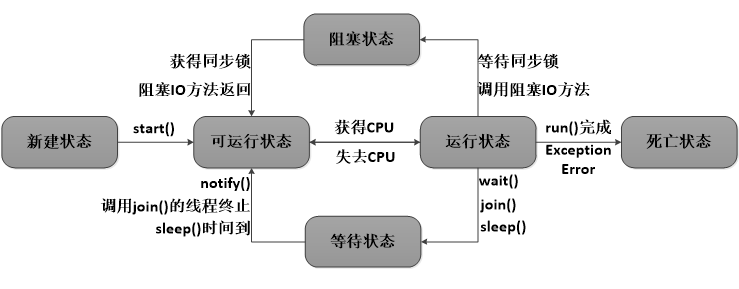 阻塞状态
获得同步锁
阻塞IO方法返回
等待同步锁
调用阻塞IO方法
新建状态
start()
可运行状态
获得CPU
失去CPU
运行状态
run()完成
Exception
Error
死亡状态
notify()
调用join()的线程终止
sleep()时间到
wait()
join()
sleep()
等待状态